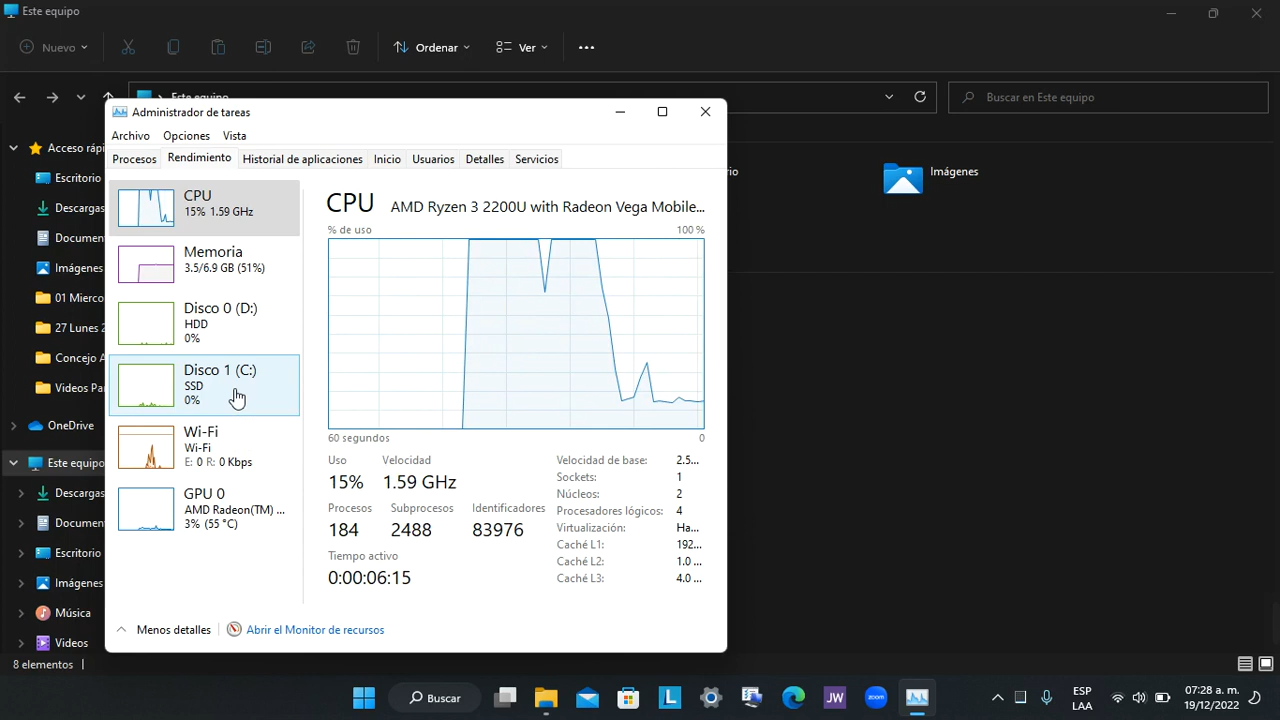 Este equipo
Nuevo
Ordenar
Ver
Este equipo
Buscar en Este equipo
Administrador de tareas
Archivo Opciones Vista
Procesos Rendimiento Historial de aplicaciones Inicio Usuarios Detalles Servicios
Acceso rápi
Escritorio
Descargas
Documen
Imágenes
01 Mierco
27 Lunes 2
Concejo A
Videos Pa
OneDrive
Este equipo
Descargas
Documen
Escritorio
Imágenes
Música
Videos
8 elementos
CPU
15% 1.59 GHz
Memoria
3.5/6.9 GB (51%)
Disco 0 (D:)
HDD
0%
Disco 1 (C:)
SSD
0%
Wi-Fi
Wi-Fi
E: 0 R: 0 Kbps
GPU 0
AMD Radeon(TM) ...
3% (55 °C)
CPU AMD Ryzen 3 2200U with Radeon Vega Mobile...
% de uso 100 %
60 segundos 0
Uso Velocidad
15% 1.59 GHz
Procesos Subprocesos Identificadores
184 2488 83976
Tiempo activo
0:00:06:15
Velocidad de base: 2.5...
Sockets: 1
Núcleos: 2
Procesadores lógicos: 4
Virtualización: Ha...
Caché L1: 192...
Caché L2: 1.0 ...
Caché L3: 4.0 ...
Menos detalles Abrir el Monitor de recursos
rio
Imágenes
Buscar
L
JW
zoom
ESP
LAA
07:28 a. m.
19/12/2022